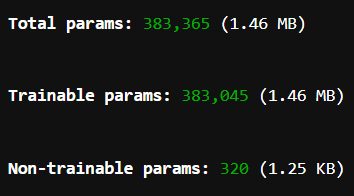 Total params: 383,365 (1.46 MB)
Trainable params: 383,045 (1.46 MB)
Non-trainable params: 320 (1.25 KB)